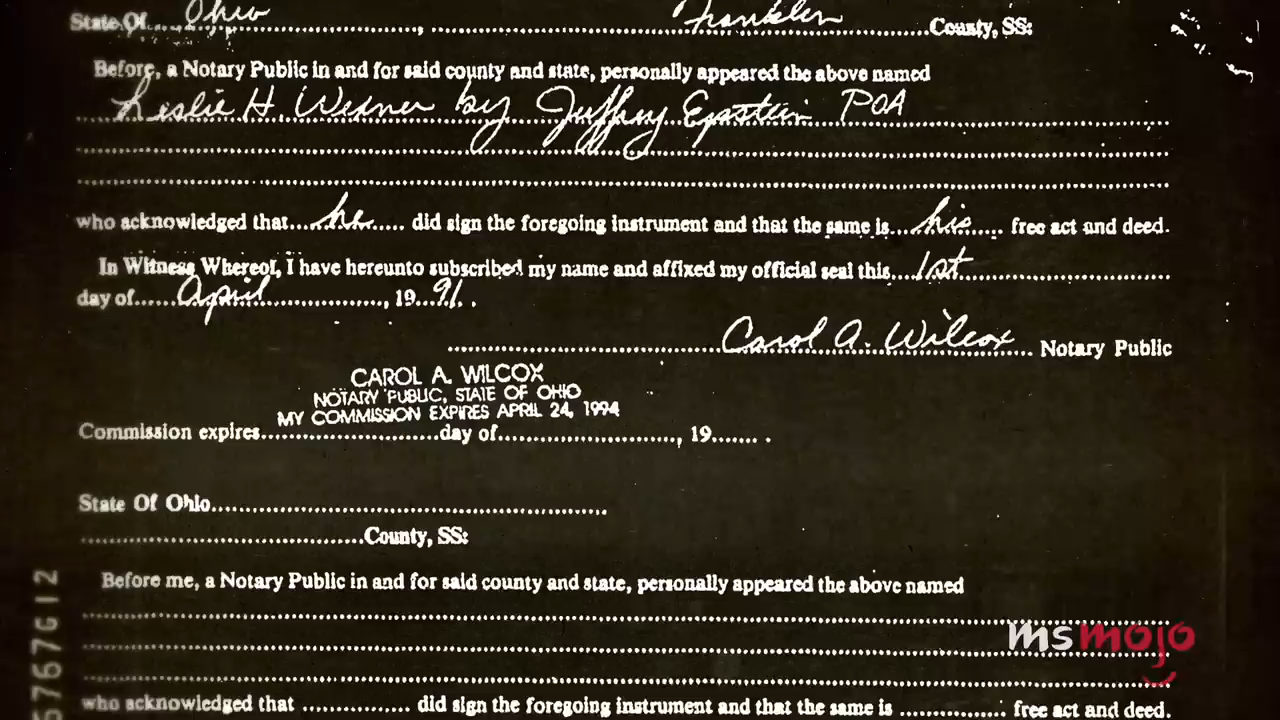 State Of.... Ohio ...................., .................... Franklin ....................County, SS:
Before, a Notary Public in and for said county and state, personally appeared the above named
Leslie H. Wexner by Jeffrey Epstein POA
who acknowledged that... he ..... did sign the foregoing instrument and that the same is... his ..... free act and deed.
In Witness Whereof, I have hereunto subscribed my name and affixed my official seal this... 1st
day of...... April ..................., 19.. 91. .
Carol A. Wilcox ... Notary Public
CAROL A. WILCOX
NOTARY PUBLIC, STATE OF OHIO
MY COMMISSION EXPIRES APRIL 24, 1994
Commission expires...........................day of..........................., 19....... .
State Of Ohio............................................................
...........................................County, SS:
Before me, a Notary Public in and for said county and state, personally appeared the above named
msmojo
who acknowledged that ................ did sign the foregoing instrument and that the same is ............... free act and deed.